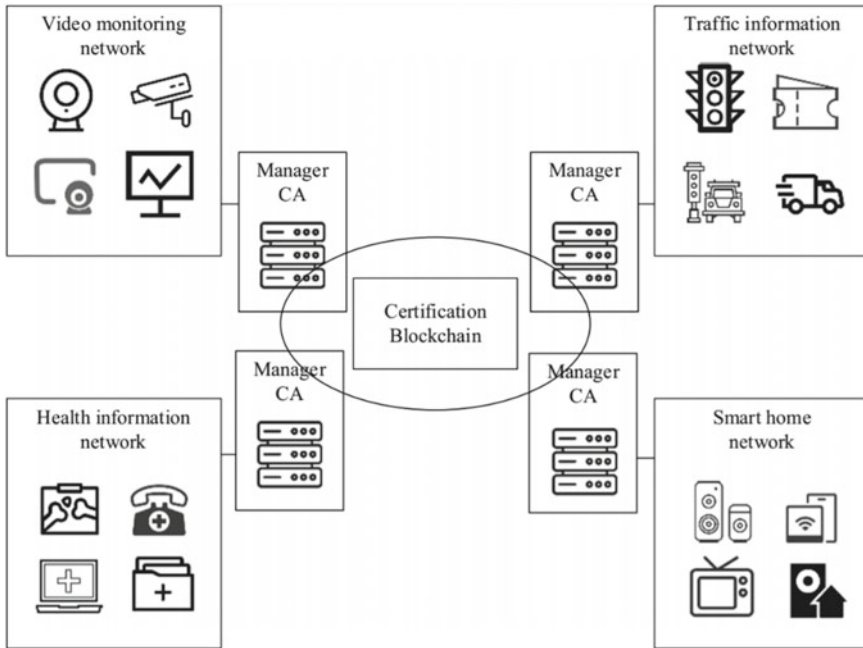 Video monitoring
network
Traffic information
network
Manager
CA
Manager
CA
Certification
Blockchain
Manager
CA
Manager
CA
Health information
network
Smart home
network